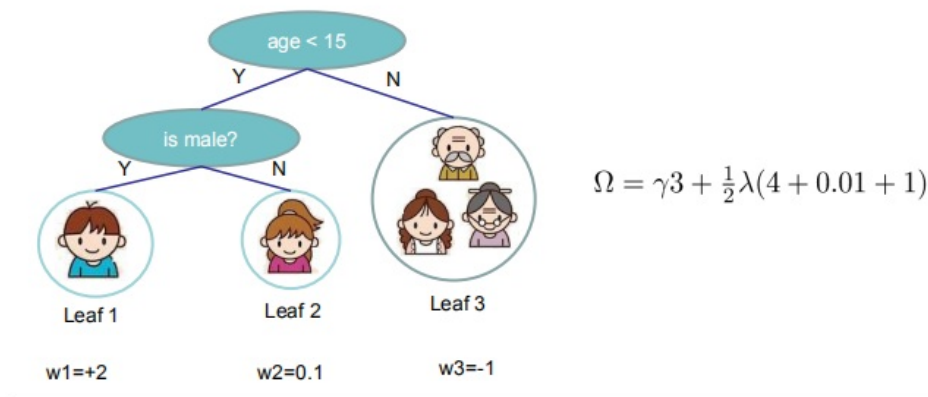 age < 15
Y
N
is male?
Y
N
Ω = γ3 + ½λ(4 + 0.01 + 1)
Leaf 1
Leaf 2
Leaf 3
w1=+2
w2=0.1
w3=-1